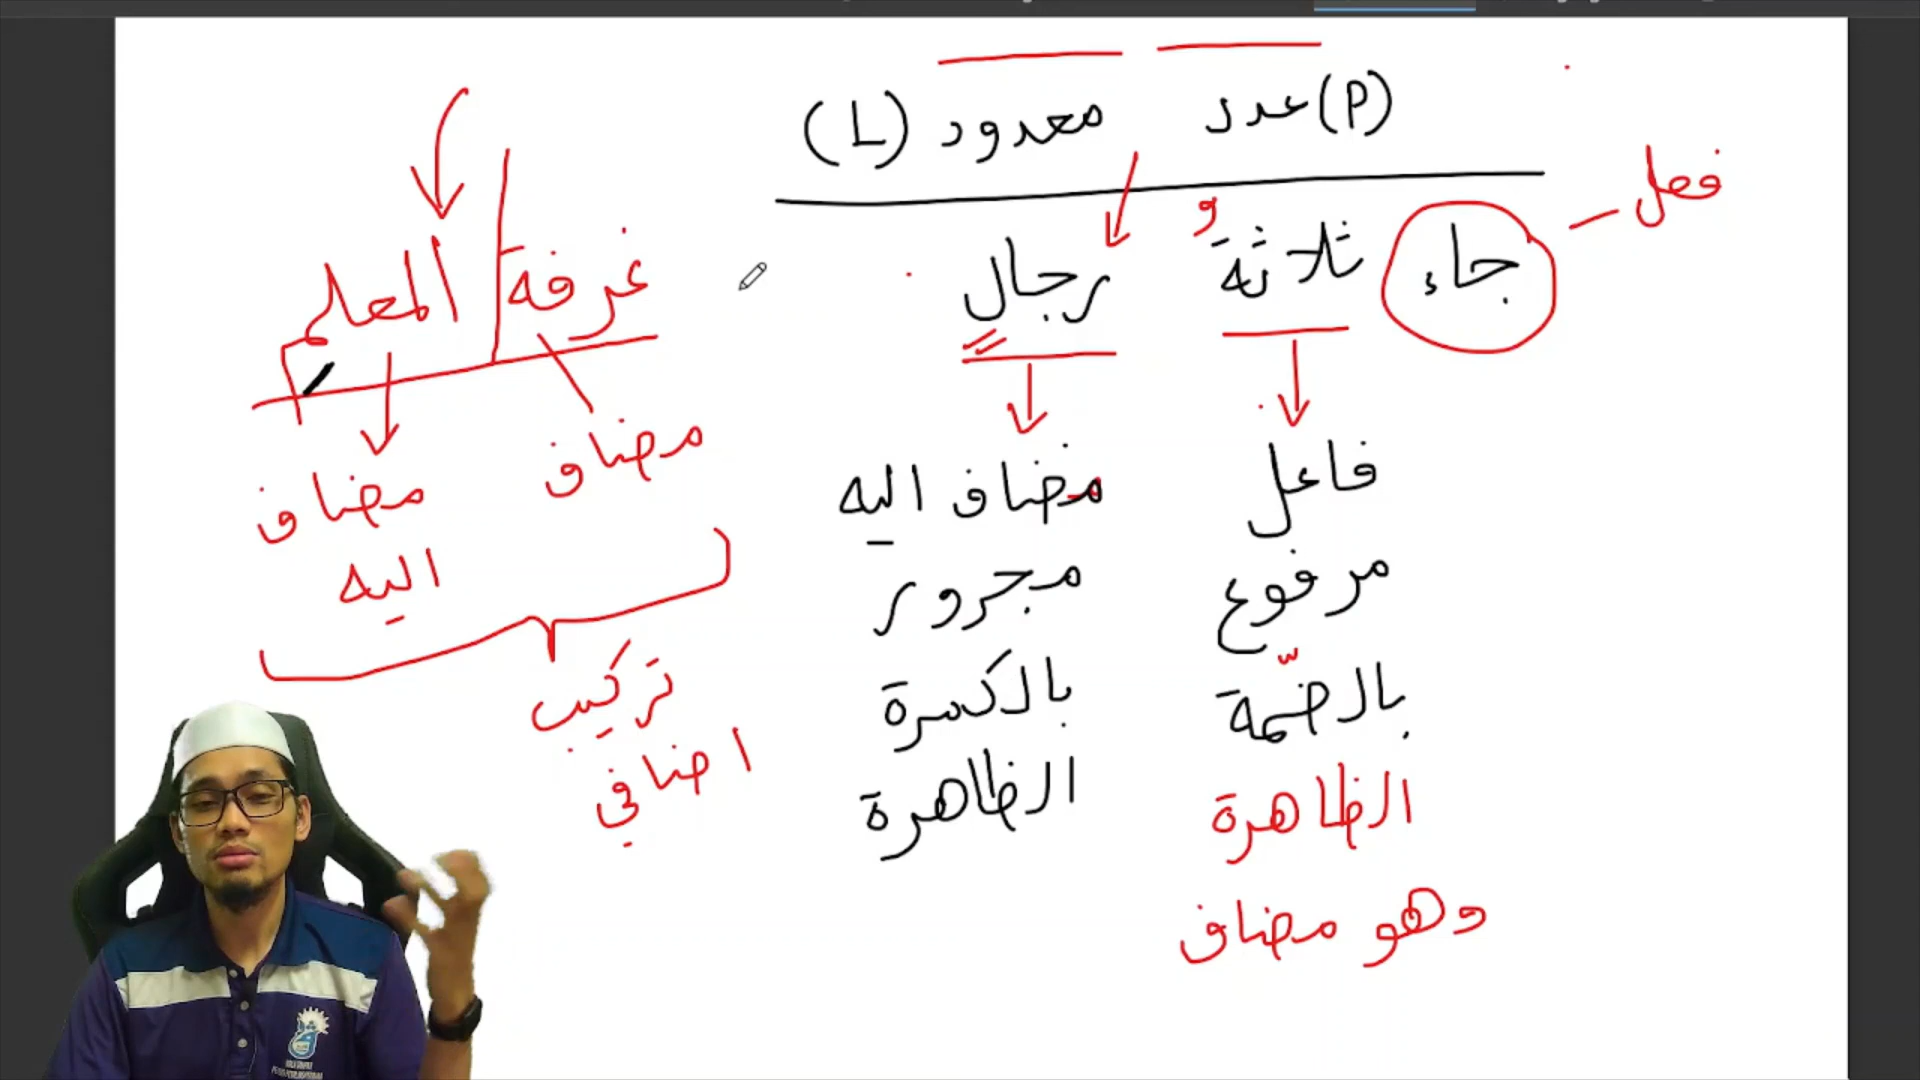 (P) عدد معدود (L)
جاء ثلاثة رجال
فعل
فاعل
مرفوع
بالضمّة
الظاهرة
وهو مضاف
مضاف اليه
مجرور
بالكسرة
الظاهرة
غرفة المعلم
مضاف
مضاف
اليه
تركيب
اضافي